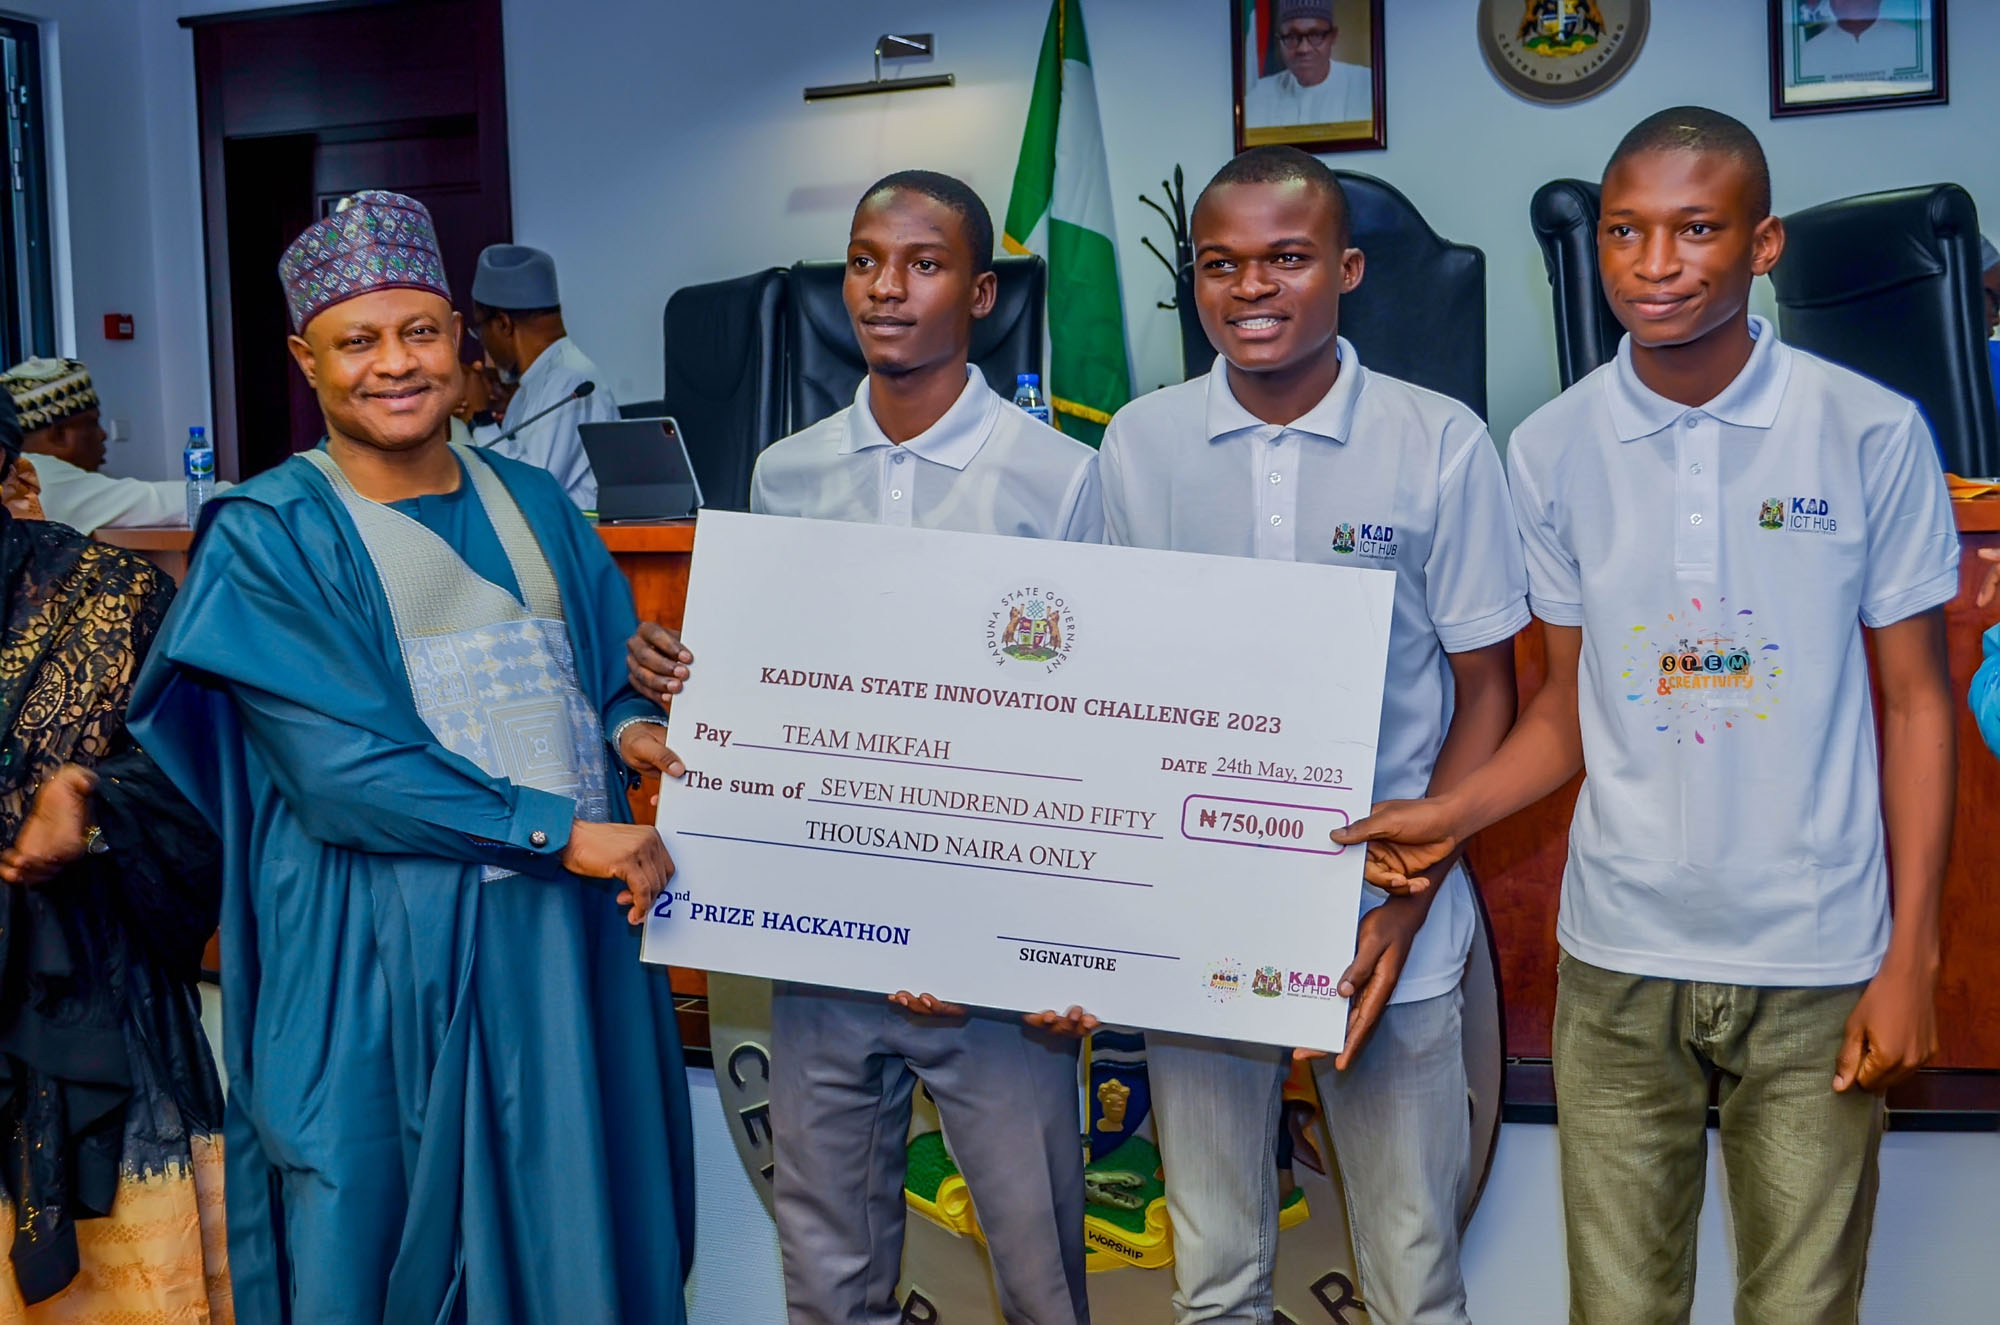 CENTER OF LEARNING
KADUNA STATE GOVERNMENT
KADUNA STATE INNOVATION CHALLENGE 2023
Pay TEAM MIKFAH
DATE 24th May, 2023
The sum of SEVEN HUNDREND AND FIFTY
₦750,000
THOUSAND NAIRA ONLY
2nd PRIZE HACKATHON
SIGNATURE
KAD
ICT HUB
KAD
ICT HUB
KAD
ICT HUB
STEM
& CREATIVITY
WORSHIP